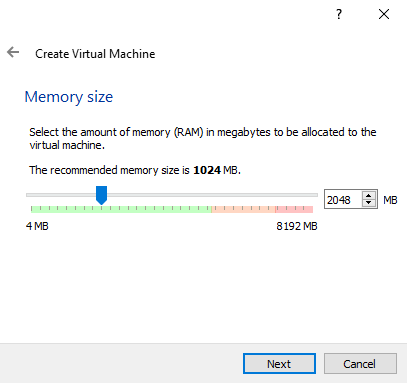 ?
Create Virtual Machine
Memory size
Select the amount of memory (RAM) in megabytes to be allocated to the
virtual machine.
The recommended memory size is 1024 MB.
2048 MB
4 MB 8192 MB
Next Cancel